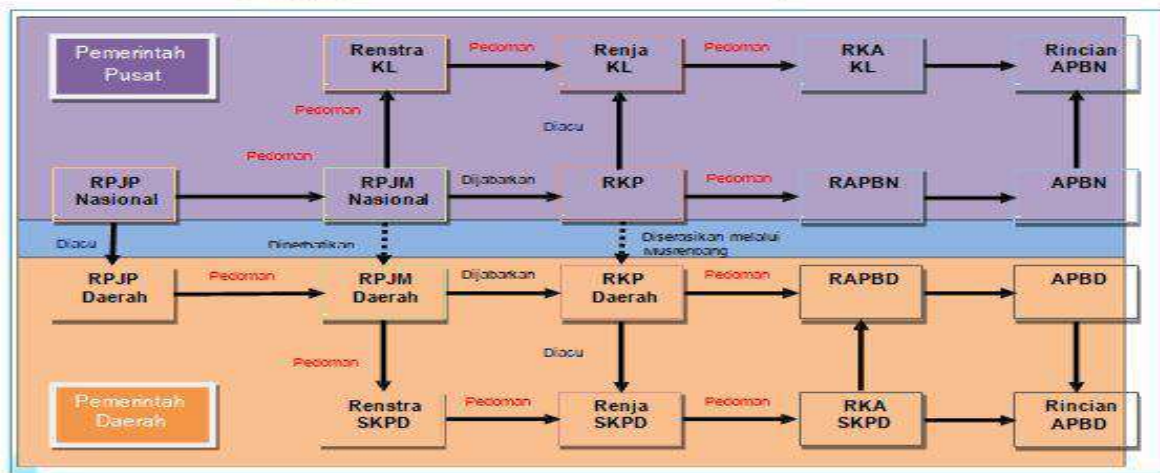 Pemerintah
Pusat
Renstra
KL
Pedoman
Renja
KL
Pedoman
RKA
KL
Rincian
APBN
Pedoman
Diacu
Pedoman
RPJP
Nasional
RPJM
Nasional
Dijabarkan
RKP
Pedoman
RAPBN
APBN
Diacu
Diperhatikan
Diserasikan melalui
Musrenbang
RPJP
Daerah
Pedoman
RPJM
Daerah
Dijabarkan
RKP
Daerah
Pedoman
RAPBD
APBD
Pedoman
Diacu
Pemerintah
Daerah
Renstra
SKPD
Pedoman
Renja
SKPD
Pedoman
RKA
SKPD
Rincian
APBD